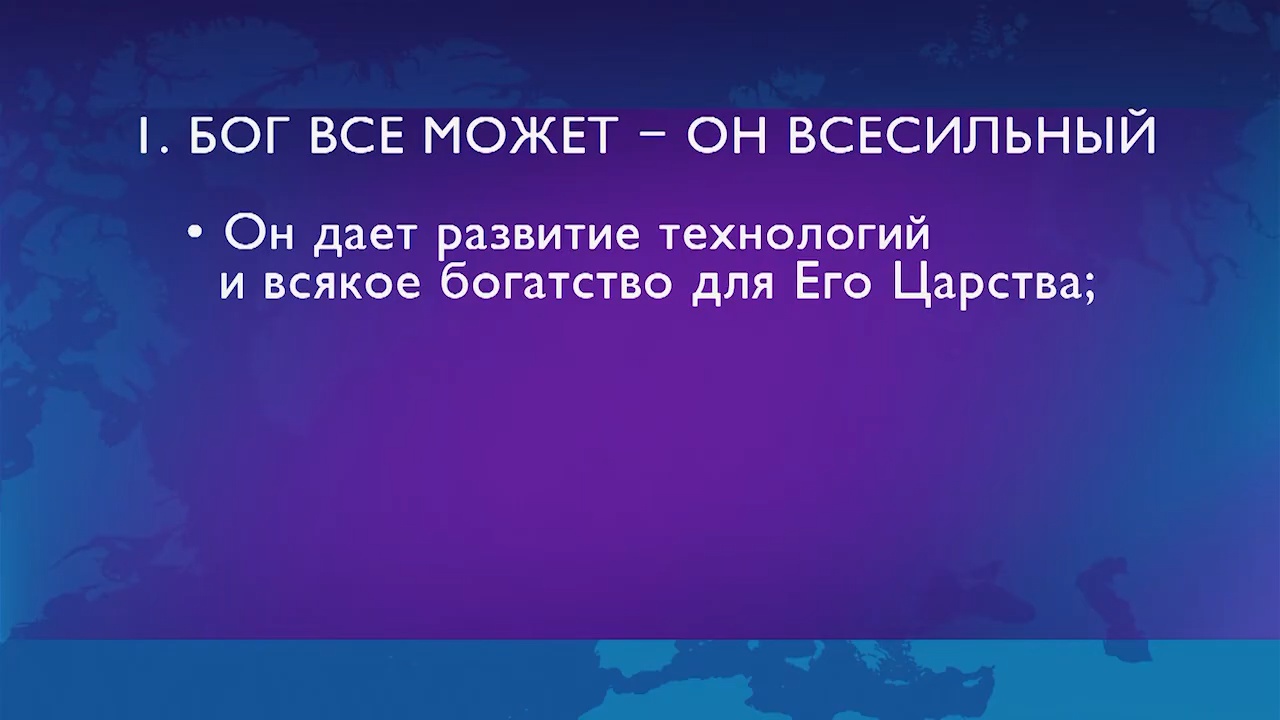 1. БОГ ВСЕ МОЖЕТ – ОН ВСЕСИЛЬНЫЙ
• Он дает развитие технологий
и всякое богатство для Его Царства;